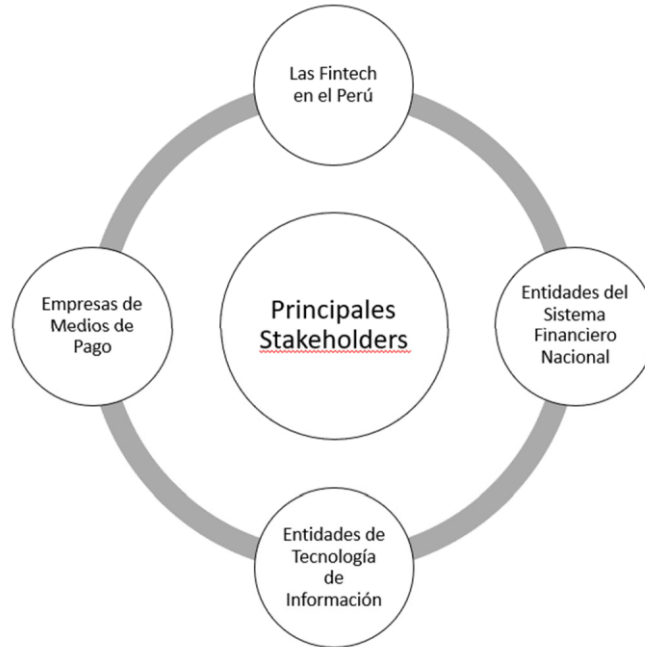 Las Fintech
en el Perú
Empresas de
Medios de
Pago
Principales
Stakeholders
Entidades del
Sistema
Financiero
Nacional
Entidades de
Tecnología
de
Información